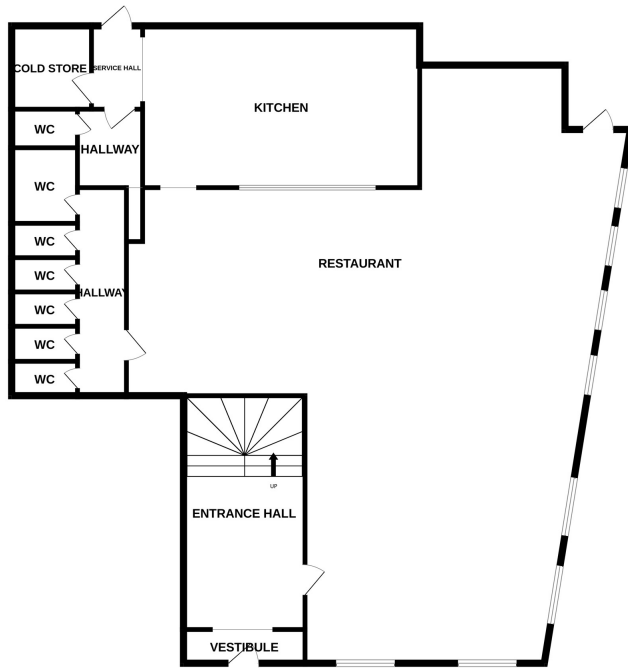 COLD STORE
SERVICE HALL
KITCHEN
WC
HALLWAY
WC
WC
RESTAURANT
WC
HALLWAY
WC
WC
WC
UP
ENTRANCE HALL
VESTIBULE